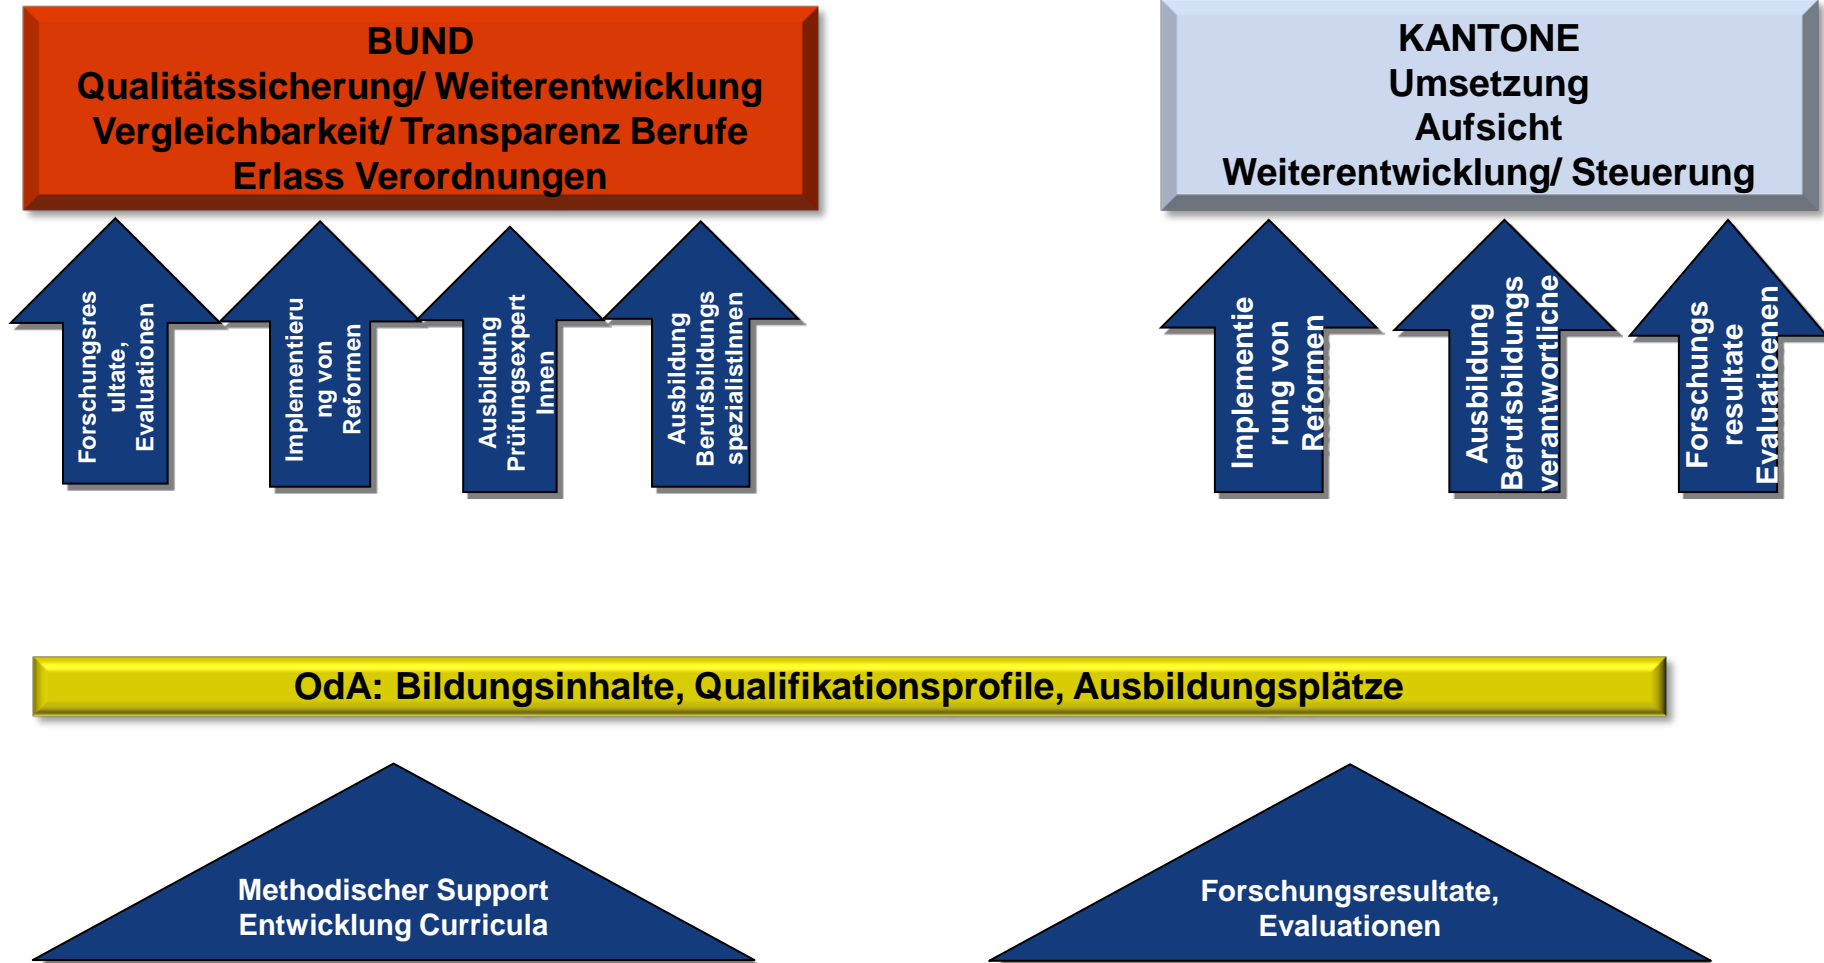 BUND
Qualitätssicherung/ Weiterentwicklung
Vergleichbarkeit/ Transparenz Berufe
Erlass Verordnungen
KANTONE
Umsetzung
Aufsicht
Weiterentwicklung/ Steuerung
Forschungsres
ultate,
Evaluationen
Implementieru
ng von
Reformen
Ausbildung
Prüfungsexpert
Innen
Ausbildung
Berufsbildungs
spezialistInnen
Implementie
rung von
Reformen
Ausbildung
Berufsbildungs
verantwortliche
Forschungs
resultate
Evaluatioenen
OdA: Bildungsinhalte, Qualifikationsprofile, Ausbildungsplätze
Methodischer Support
Entwicklung Curricula
Forschungsresultate,
Evaluationen